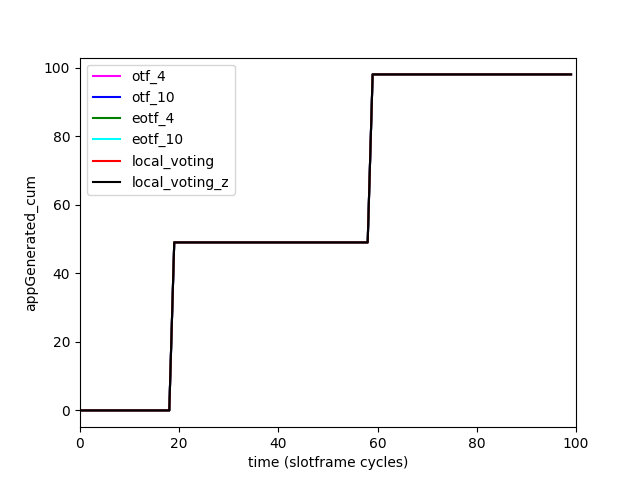 100
80
60
40
20
0
appGenerated_cum
otf_4
otf_10
eotf_4
eotf_10
local_voting
local_voting_z
0 20 40 60 80 100
time (slotframe cycles)